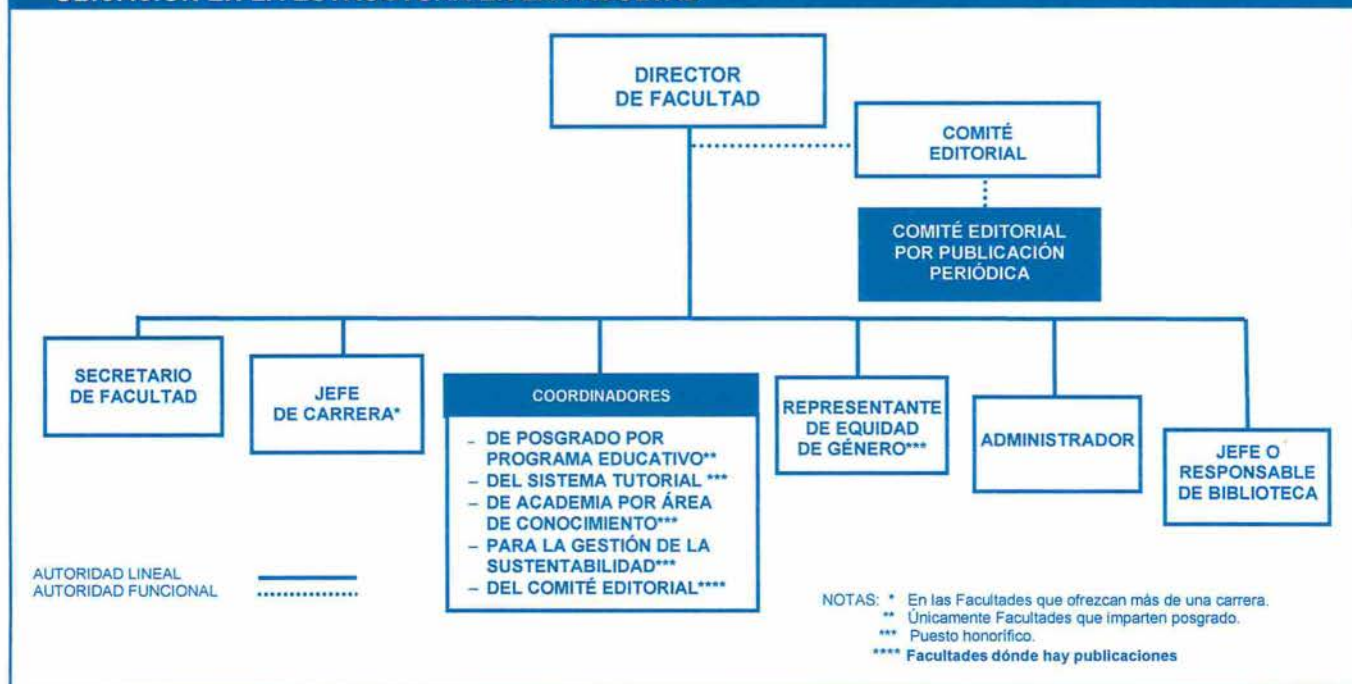 DIRECTOR
DE FACULTAD
COMITÉ
EDITORIAL
COMITÉ EDITORIAL
POR PUBLICACIÓN
PERIÓDICA
SECRETARIO
DE FACULTAD
JEFE
DE CARRERA*
COORDINADORES
- DE POSGRADO POR
PROGRAMA EDUCATIVO**
– DEL SISTEMA TUTORIAL ***
– DE ACADEMIA POR ÁREA
DE CONOCIMIENTO***
– PARA LA GESTIÓN DE LA
SUSTENTABILIDAD***
– DEL COMITÉ EDITORIAL****
REPRESENTANTE
DE EQUIDAD
DE GÉNERO***
ADMINISTRADOR
JEFE O
RESPONSABLE
DE BIBLIOTECA
AUTORIDAD LINEAL
AUTORIDAD FUNCIONAL
NOTAS: * En las Facultades que ofrezcan más de una carrera.
** Únicamente Facultades que imparten posgrado.
*** Puesto honorífico.
**** Facultades dónde hay publicaciones